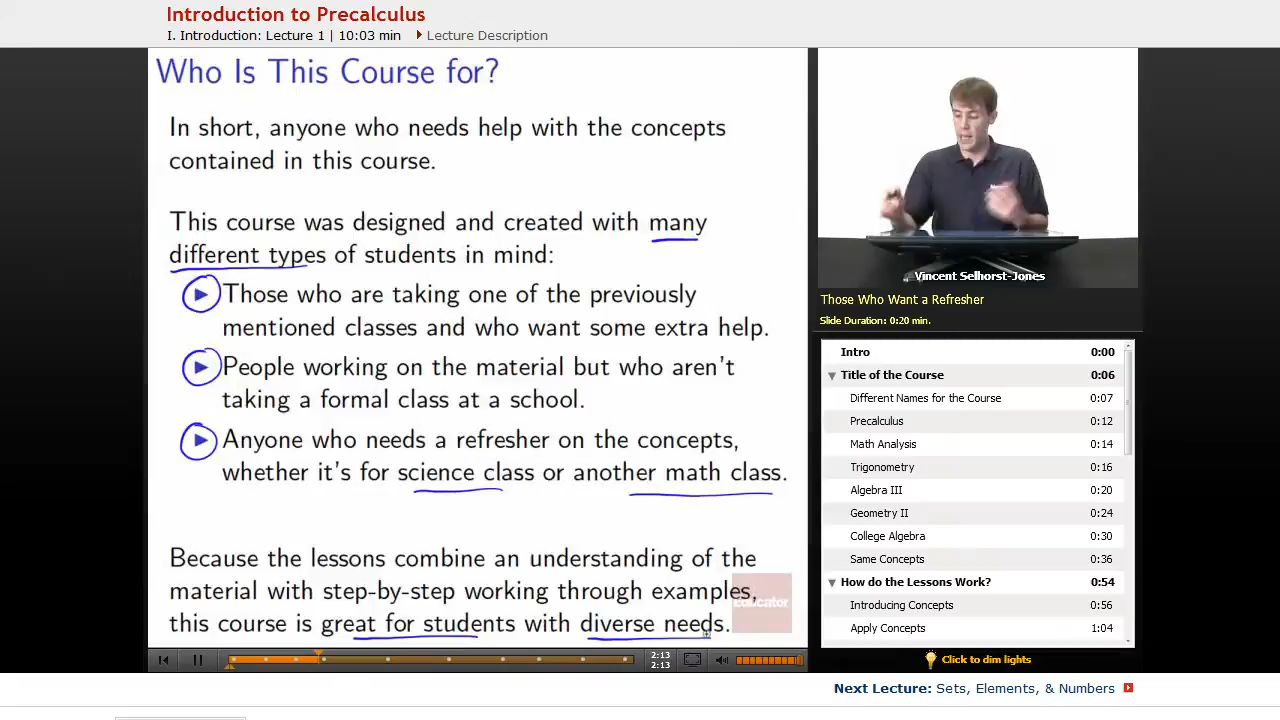 Introduction to Precalculus
I. Introduction: Lecture 1 | 10:03 min Lecture Description
Who Is This Course for?
In short, anyone who needs help with the concepts
contained in this course.
This course was designed and created with many
different types of students in mind:
Those who are taking one of the previously
mentioned classes and who want some extra help.
People working on the material but who aren't
taking a formal class at a school.
Anyone who needs a refresher on the concepts,
whether it's for science class or another math class.
Because the lessons combine an understanding of the
material with step-by-step working through examples,
this course is great for students with diverse needs.
Educator
2:13
2:13
Vincent Selhorst-Jones
Those Who Want a Refresher
Slide Duration: 0:20 min.
Intro 0:00
Title of the Course 0:06
Different Names for the Course 0:07
Precalculus 0:12
Math Analysis 0:14
Trigonometry 0:16
Algebra III 0:20
Geometry II 0:24
College Algebra 0:30
Same Concepts 0:36
How do the Lessons Work? 0:54
Introducing Concepts 0:56
Apply Concepts 1:04
Click to dim lights
Next Lecture: Sets, Elements, & Numbers